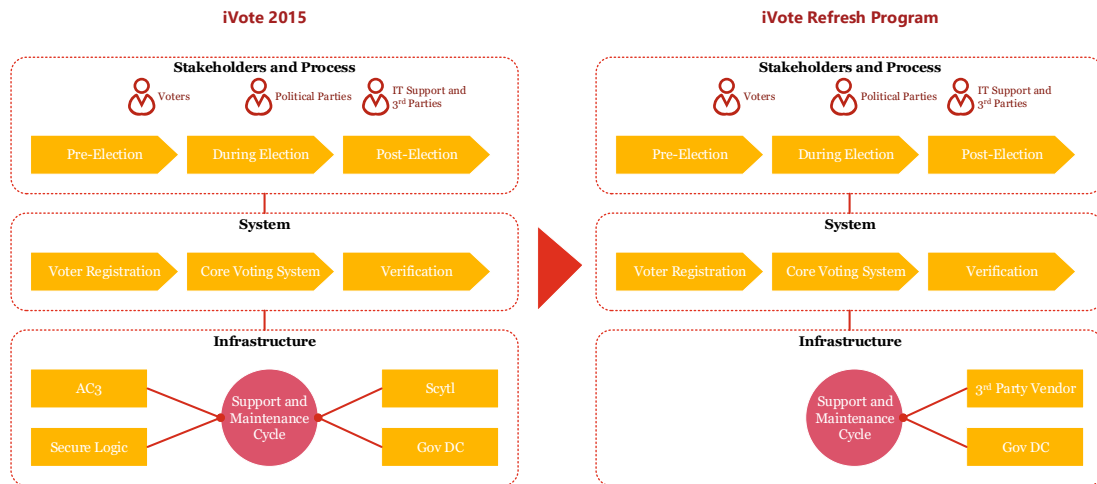 iVote 2015
Stakeholders and Process
Voters
Political Parties
IT Support and
3rd Parties
Pre-Election
During Election
Post-Election
System
Voter Registration
Core Voting System
Verification
Infrastructure
AC3
Secure Logic
Support and
Maintenance
Cycle
Scytl
Gov DC
iVote Refresh Program
Stakeholders and Process
Voters
Political Parties
IT Support and
3rd Parties
Pre-Election
During Election
Post-Election
System
Voter Registration
Core Voting System
Verification
Infrastructure
Support and
Maintenance
Cycle
3rd Party Vendor
Gov DC